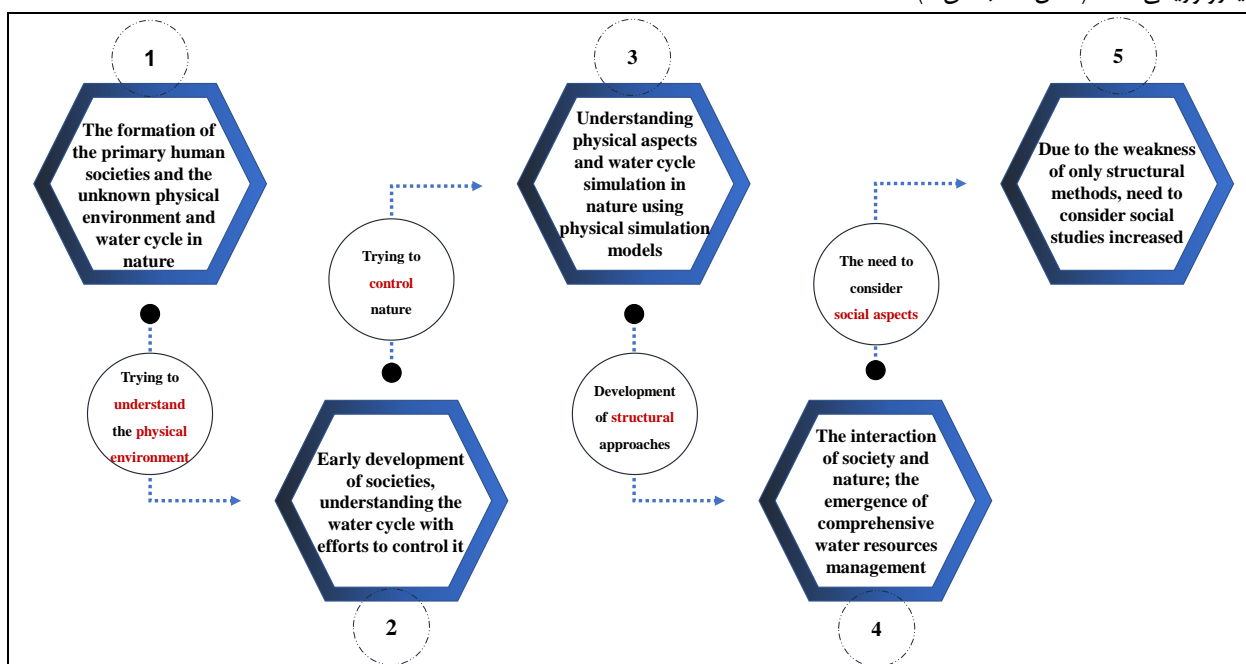 1
The formation of
the primary human
societies and the
unknown physical
environment and
water cycle in
nature
Trying to
understand
the physical
environment
2
Early development
of societies,
understanding the
water cycle with
efforts to control it
Trying to
control
nature
3
Understanding
physical aspects
and water cycle
simulation in
nature using
physical simulation
models
Development
of structural
approaches
4
The interaction
of society and
nature; the
emergence of
comprehensive
water resources
management
The need to
consider
social aspects
5
Due to the weakness
of only structural
methods, need to
consider social
studies increased